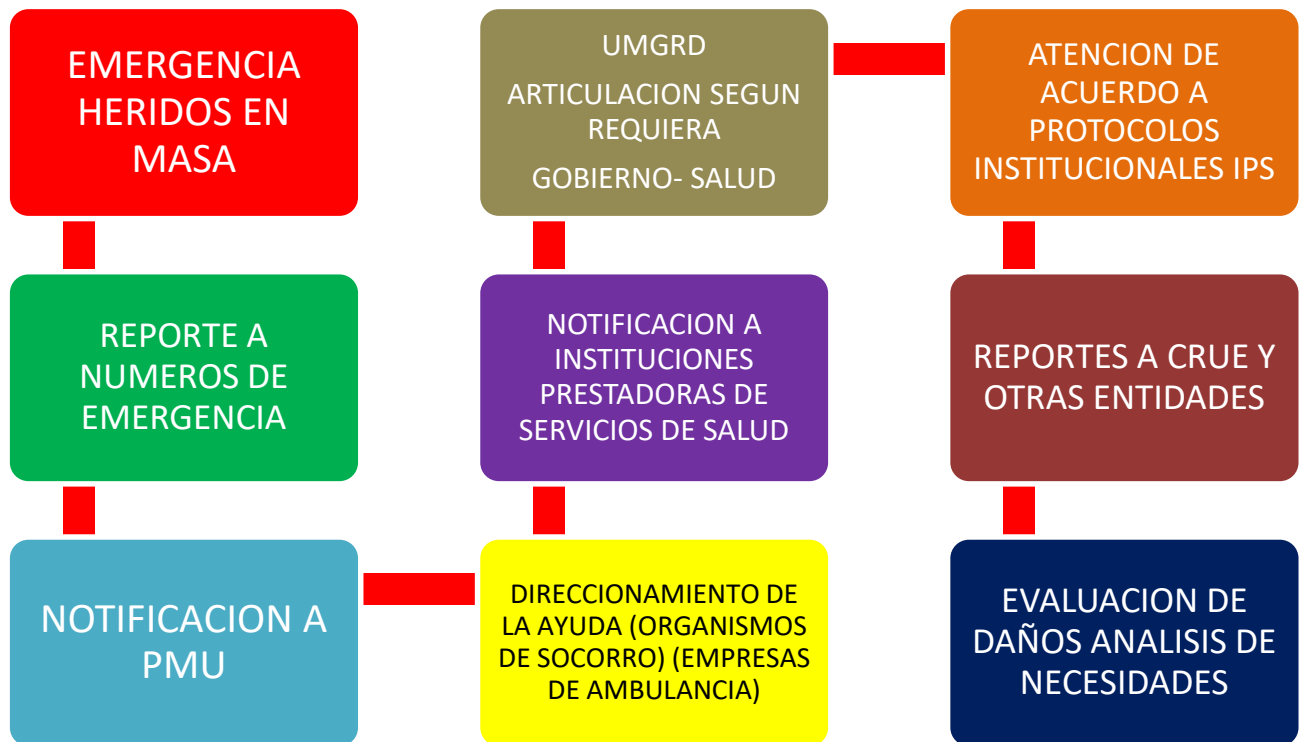 EMERGENCIA
HERIDOS EN
MASA
REPORTE A
NUMEROS DE
EMERGENCIA
NOTIFICACION A
PMU
DIRECCIONAMIENTO DE
LA AYUDA (ORGANISMOS
DE SOCORRO) (EMPRESAS
DE AMBULANCIA)
NOTIFICACION A
INSTITUCIONES
PRESTADORAS DE
SERVICIOS DE SALUD
UMGRD
ARTICULACION SEGUN
REQUIERA
GOBIERNO- SALUD
ATENCION DE
ACUERDO A
PROTOCOLOS
INSTITUCIONALES IPS
REPORTES A CRUE Y
OTRAS ENTIDADES
EVALUACION DE
DAÑOS ANALISIS DE
NECESIDADES